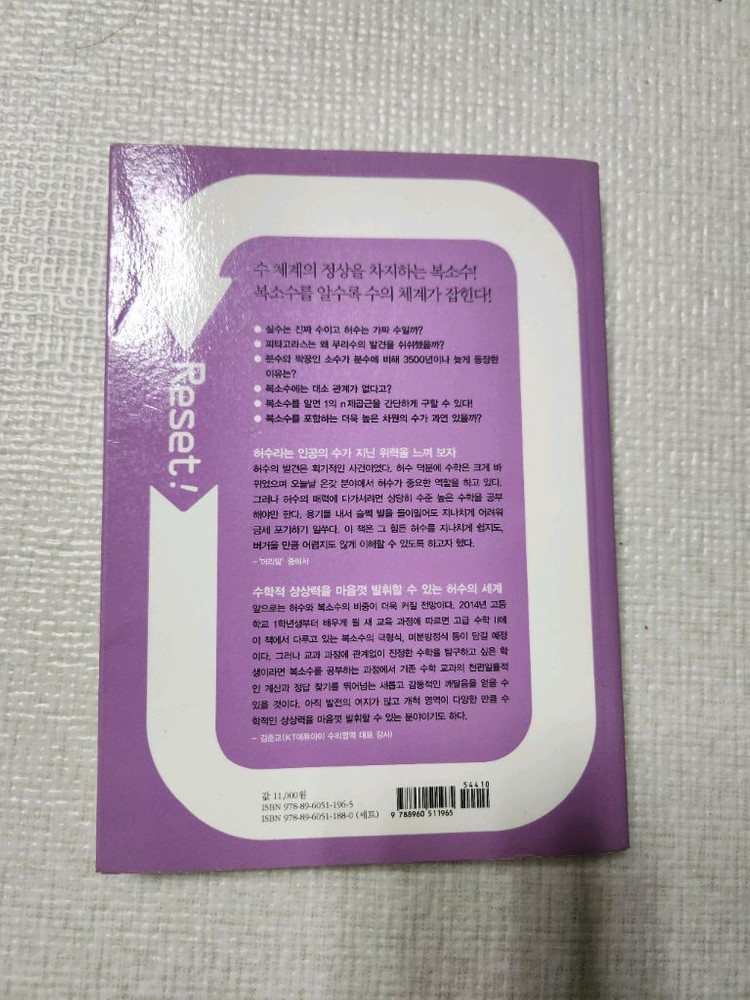 수 체계의 정상을 차지하는 복소수!
복소수를 알수록 수의 체계가 잡힌다!
● 실수는 진짜 수이고 허수는 가짜 수일까?
● 피타고라스는 왜 무리수의 발견을 쉬쉬했을까?
● 분수와 딱꿍인 소수가 분수에 비해 3500년이나 늦게 등장한
이유는?
● 복소수에는 대소 관계가 없다고?
● 복소수를 알면 1의 n제곱근을 간단하게 구할 수 있다!
● 복소수를 포함하는 더욱 높은 차원의 수가 과연 있을까?
Reset!
허수라는 인공의 수가 지닌 위력을 느껴 보자
허수의 발견은 획기적인 사건이었다. 허수 덕분에 수학은 크게 바
뀌었으며 오늘날 온갖 분야에서 허수가 중요한 역할을 하고 있다.
그러나 허수의 매력에 다가서려면 상당히 수준 높은 수학을 공부
해야만 한다. 용기를 내서 슬쩍 발을 들이밀어도 지나치게 어려워
금세 포기하기 일쑤다. 이 책은 그 힘든 허수를 지나치게 쉽지도,
버거울 만큼 어렵지도 않게 이해할 수 있도록 하고자 했다.
– '머리말' 중에서
수학적 상상력을 마음껏 발휘할 수 있는 허수의 세계
앞으로는 허수와 복소수의 비중이 더욱 커질 전망이다. 2014년 고등
학교 1학년생부터 배우게 될 새 교육 과정에 따르면 고급 수학 II에
이 책에서 다루고 있는 복소수의 극형식, 미분방정식 등이 담길 예정
이다. 그러나 교과 과정에 관계없이 진정한 수학을 탐구하고 싶은 학
생이라면 복소수를 공부하는 과정에서 기존 수학 교과의 천편일률적
인 계산과 정답 찾기를 뛰어넘는 새롭고 감동적인 깨달음을 얻을 수
있을 것이다. 아직 발전의 여지가 많고 개척 영역이 다양한 만큼 수
학적인 상상력을 마음껏 발휘할 수 있는 분야이기도 하다.
– 김준교(KT에듀아이 수리영역 대표 강사)
값 11,000원
ISBN 978-89-6051-196-5
ISBN 978-89-6051-188-0 (세트)
54410
9 788960 511965